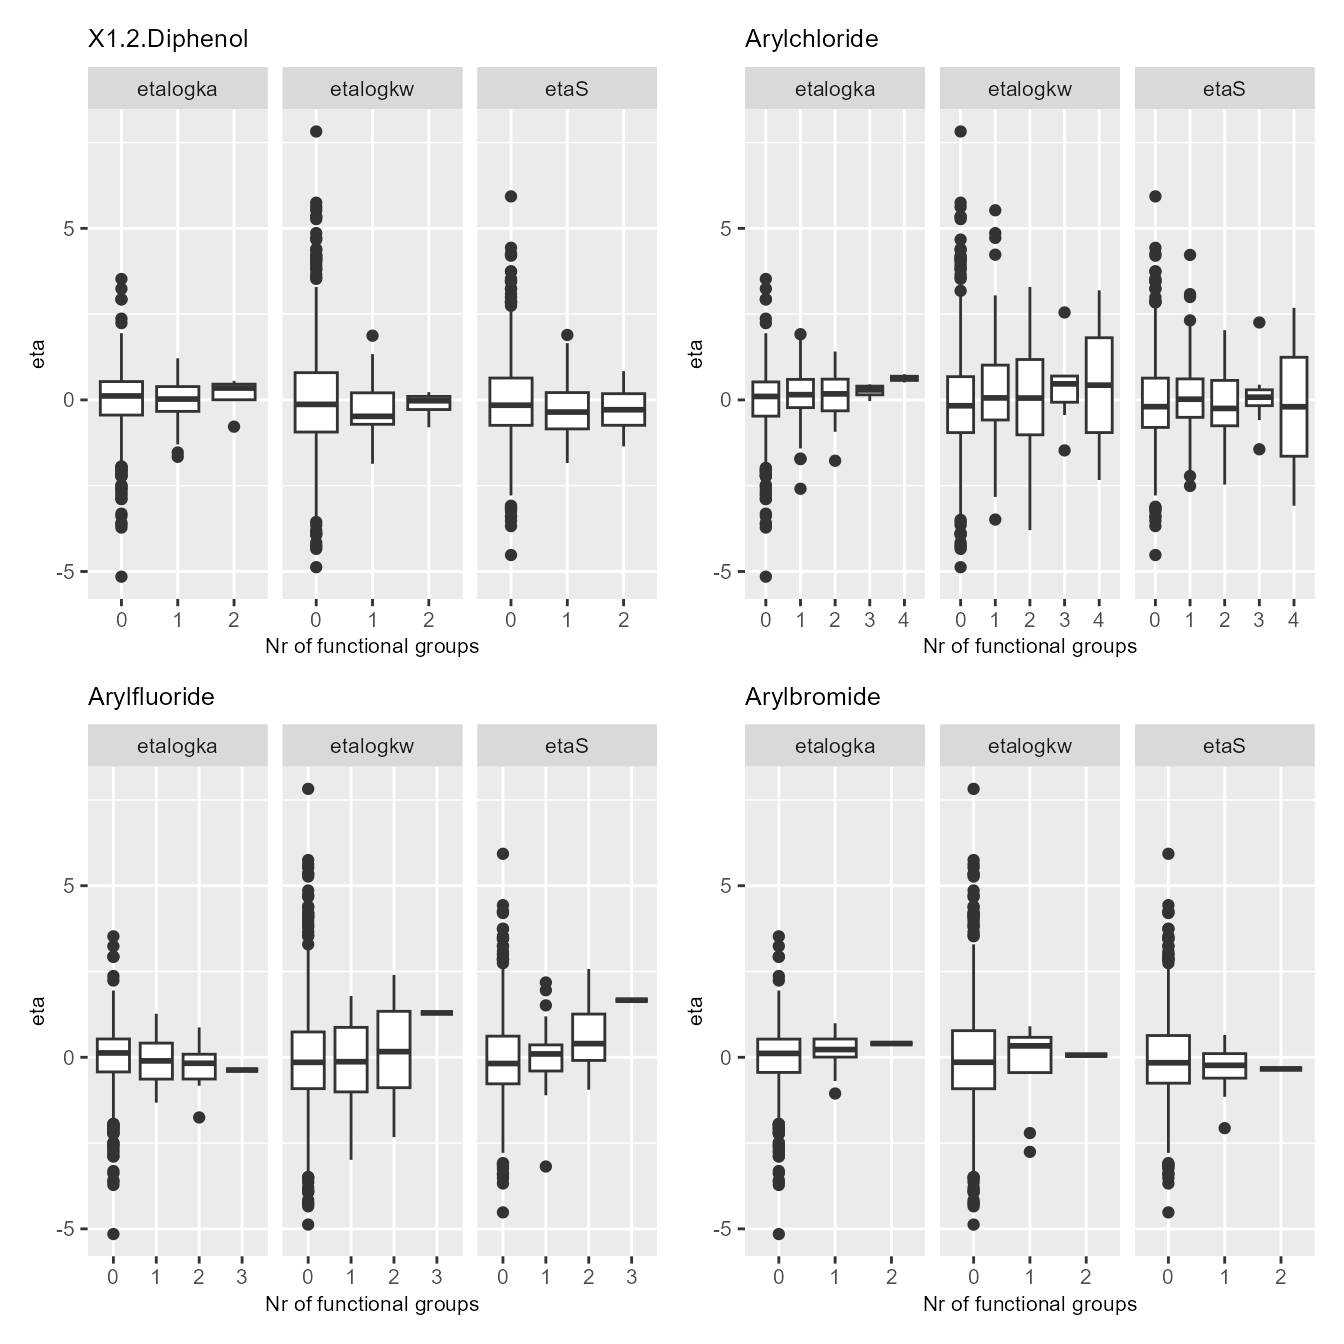 X1.2.Diphenol
etalogka etalogkw etaS
eta
5
0
-5
0 1 2 0 1 2 0 1 2
Nr of functional groups
Arylchloride
etalogka etalogkw etaS
eta
5
0
-5
0 1 2 3 4 0 1 2 3 4 0 1 2 3 4
Nr of functional groups
Arylfluoride
etalogka etalogkw etaS
eta
5
0
-5
0 1 2 3 0 1 2 3 0 1 2 3
Nr of functional groups
Arylbromide
etalogka etalogkw etaS
eta
5
0
-5
0 1 2 0 1 2 0 1 2
Nr of functional groups